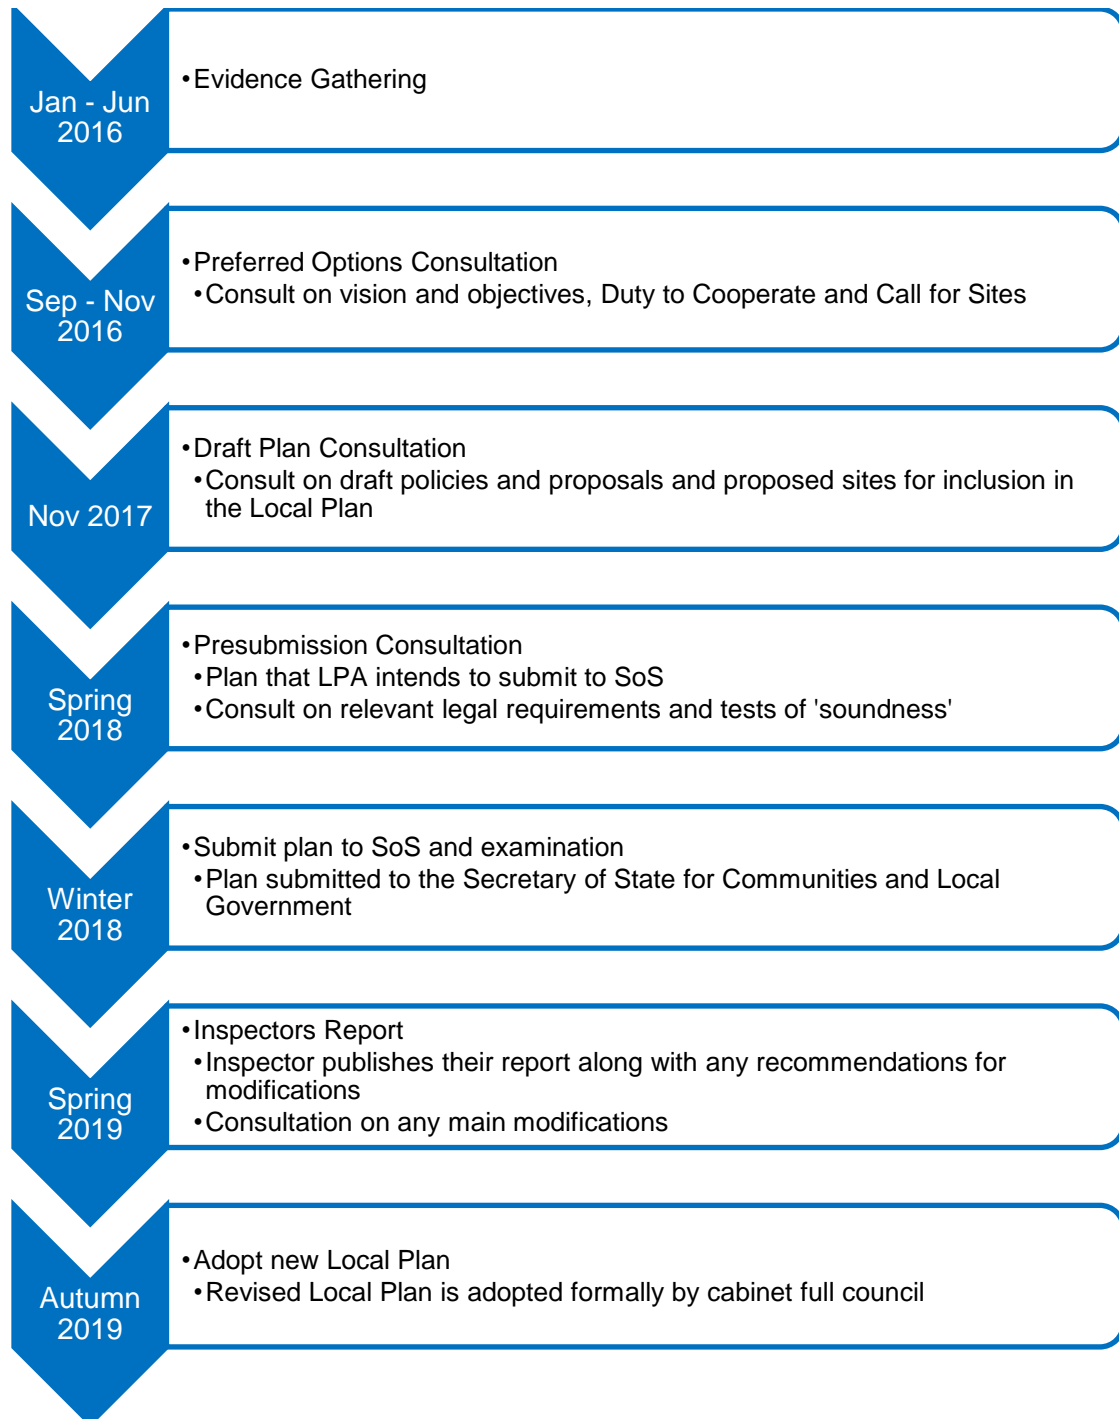 Jan - Jun
2016
•Evidence Gathering
Sep - Nov
2016
•Preferred Options Consultation
•Consult on vision and objectives, Duty to Cooperate and Call for Sites
Nov 2017
•Draft Plan Consultation
•Consult on draft policies and proposals and proposed sites for inclusion in
the Local Plan
Spring
2018
•Presubmission Consultation
•Plan that LPA intends to submit to SoS
•Consult on relevant legal requirements and tests of 'soundness'
Winter
2018
•Submit plan to SoS and examination
•Plan submitted to the Secretary of State for Communities and Local
Government
Spring
2019
•Inspectors Report
•Inspector publishes their report along with any recommendations for
modifications
•Consultation on any main modifications
Autumn
2019
•Adopt new Local Plan
•Revised Local Plan is adopted formally by cabinet full council